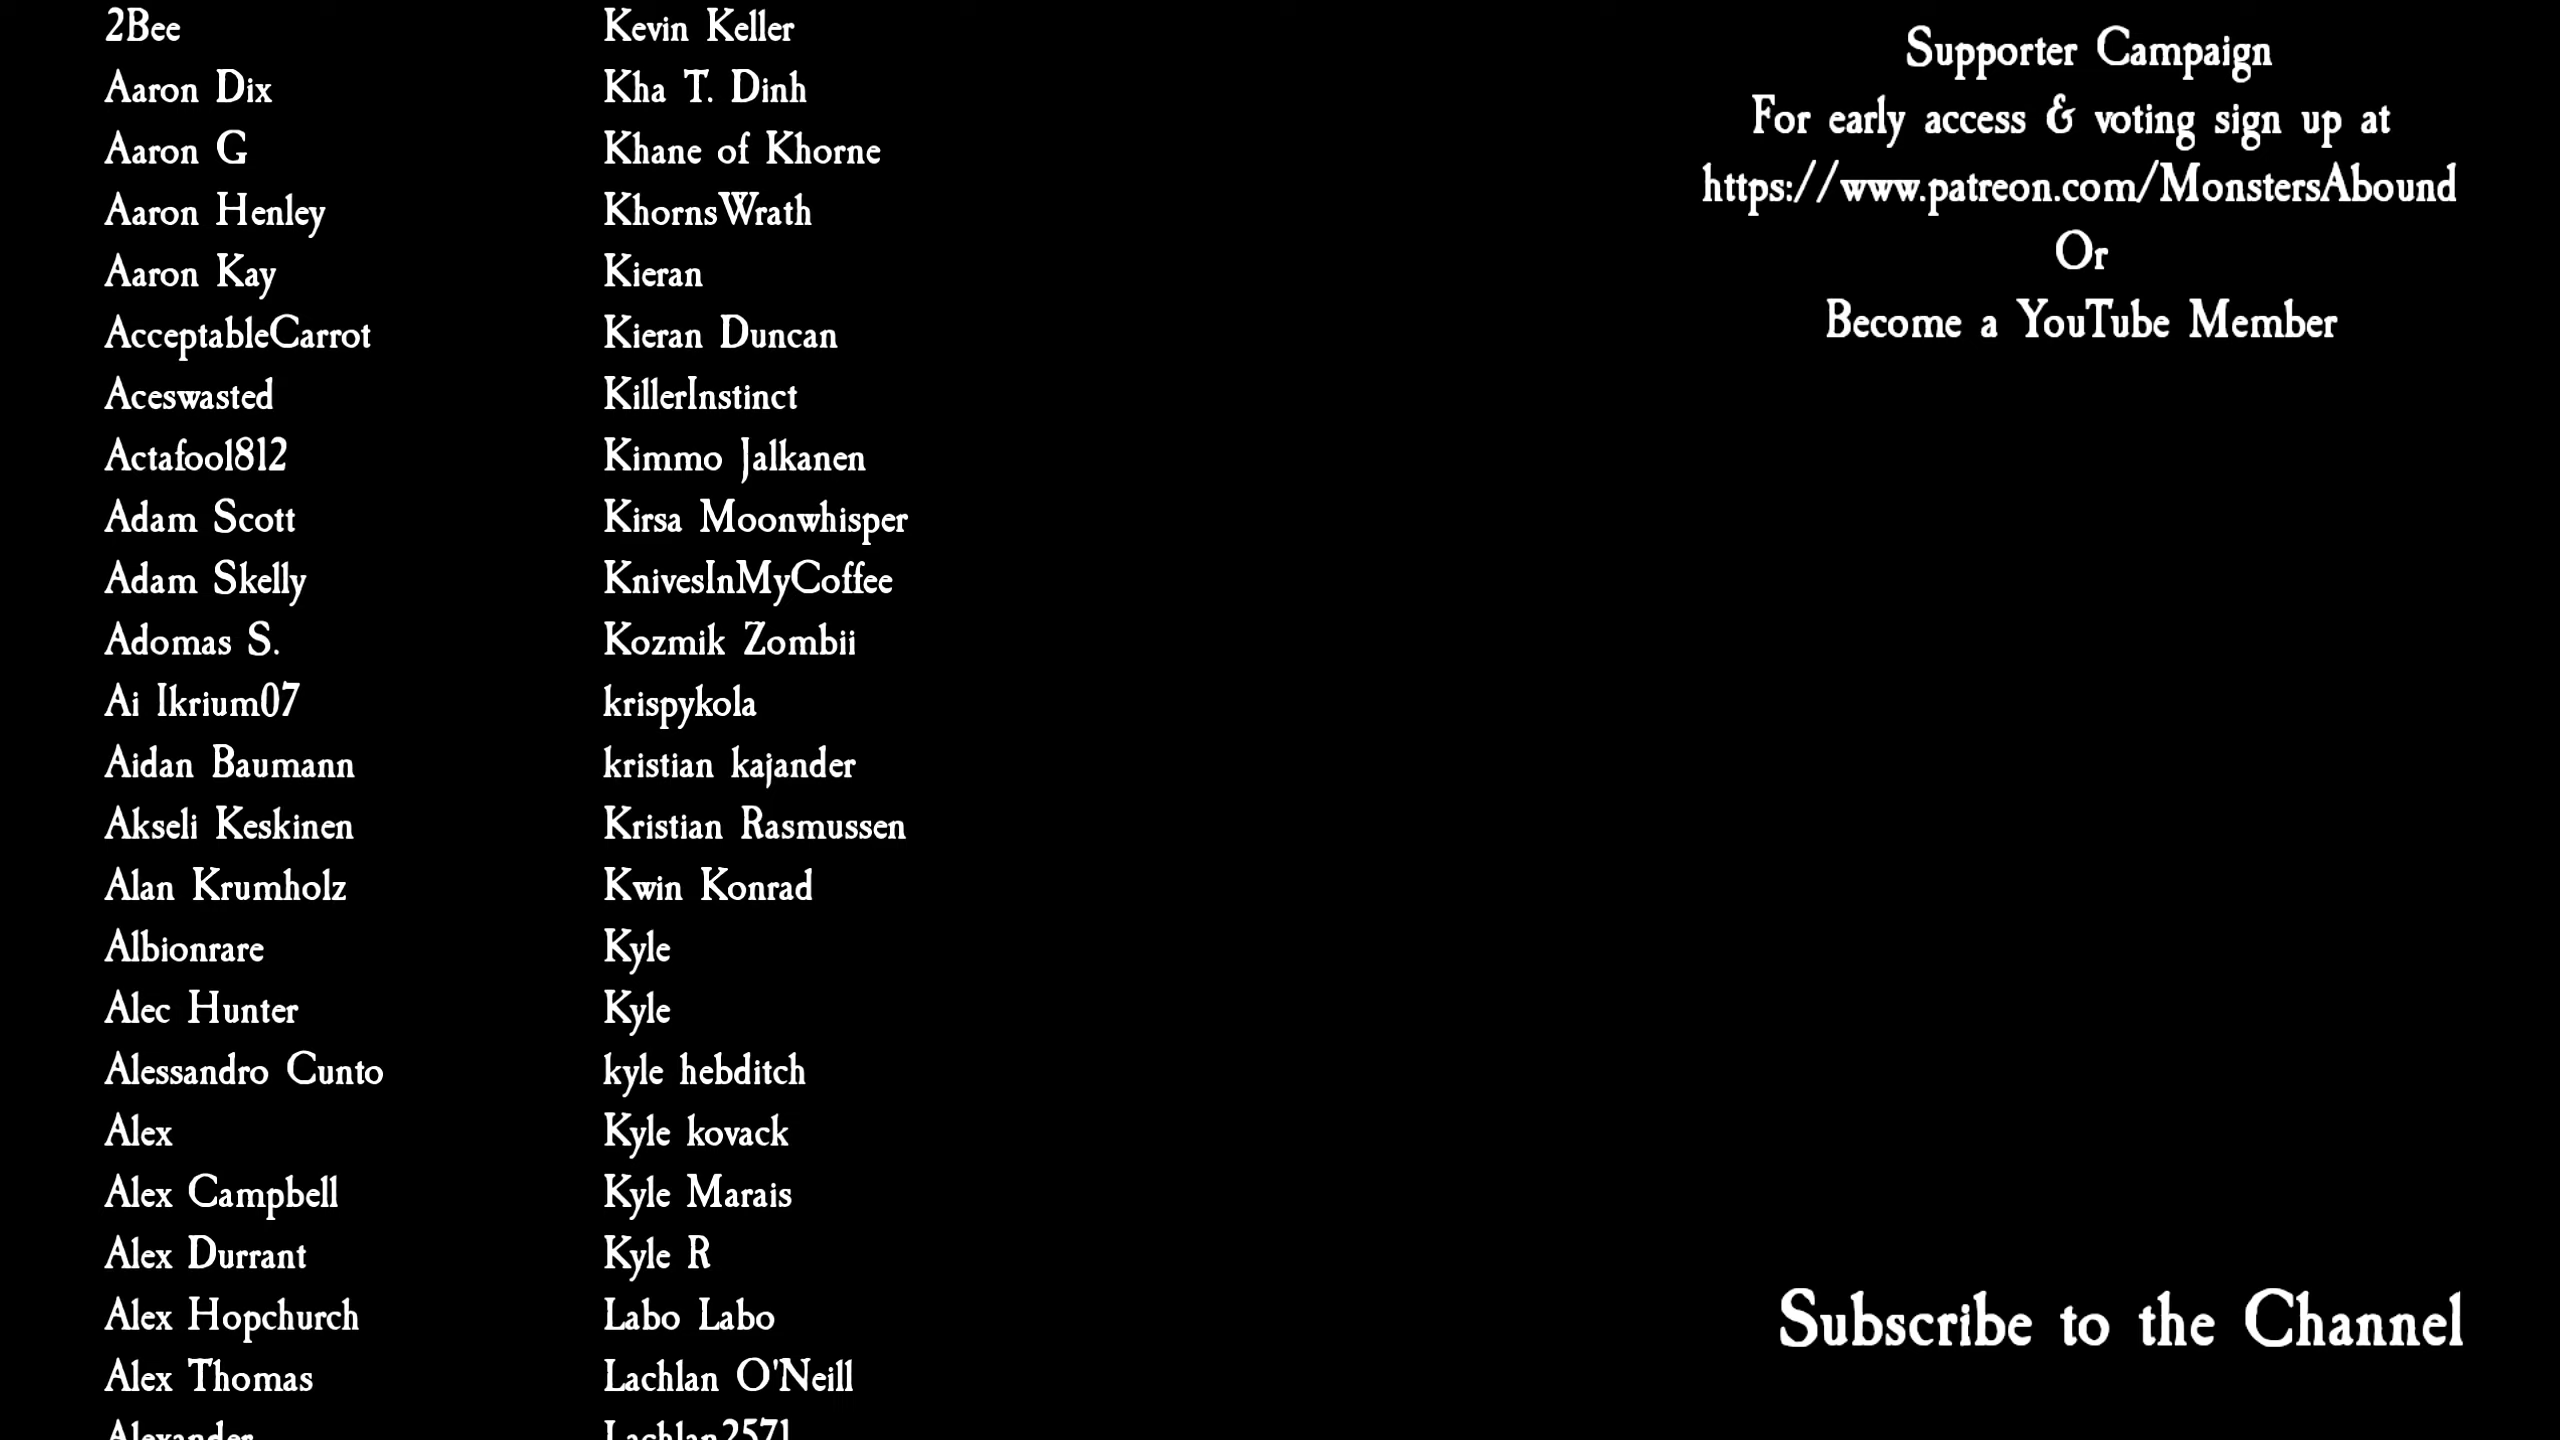 2Bee
Aaron Dix
Aaron G
Aaron Henley
Aaron Kay
AcceptableCarrot
Aceswasted
Actafool812
Adam Scott
Adam Skelly
Adomas S.
Ai Ikrium07
Aidan Baumann
Akseli Keskinen
Alan Krumholz
Albionrare
Alec Hunter
Alessandro Cunto
Alex
Alex Campbell
Alex Durrant
Alex Hopchurch
Alex Thomas
Alexander
Kevin Keller
Kha T. Dinh
Khane of Khorne
KhornsWrath
Kieran
Kieran Duncan
KillerInstinct
Kimmo Jalkanen
Kirsa Moonwhisper
KnivesInMyCoffee
Kozmik Zombii
krispykola
kristian kajander
Kristian Rasmussen
Kwin Konrad
Kyle
Kyle
kyle hebditch
Kyle kovack
Kyle Marais
Kyle R
Labo Labo
Lachlan O'Neill
Lachlan2571
Supporter Campaign
For early access & voting sign up at
https://www.patreon.com/MonstersAbound
Or
Become a YouTube Member
Subscribe to the Channel